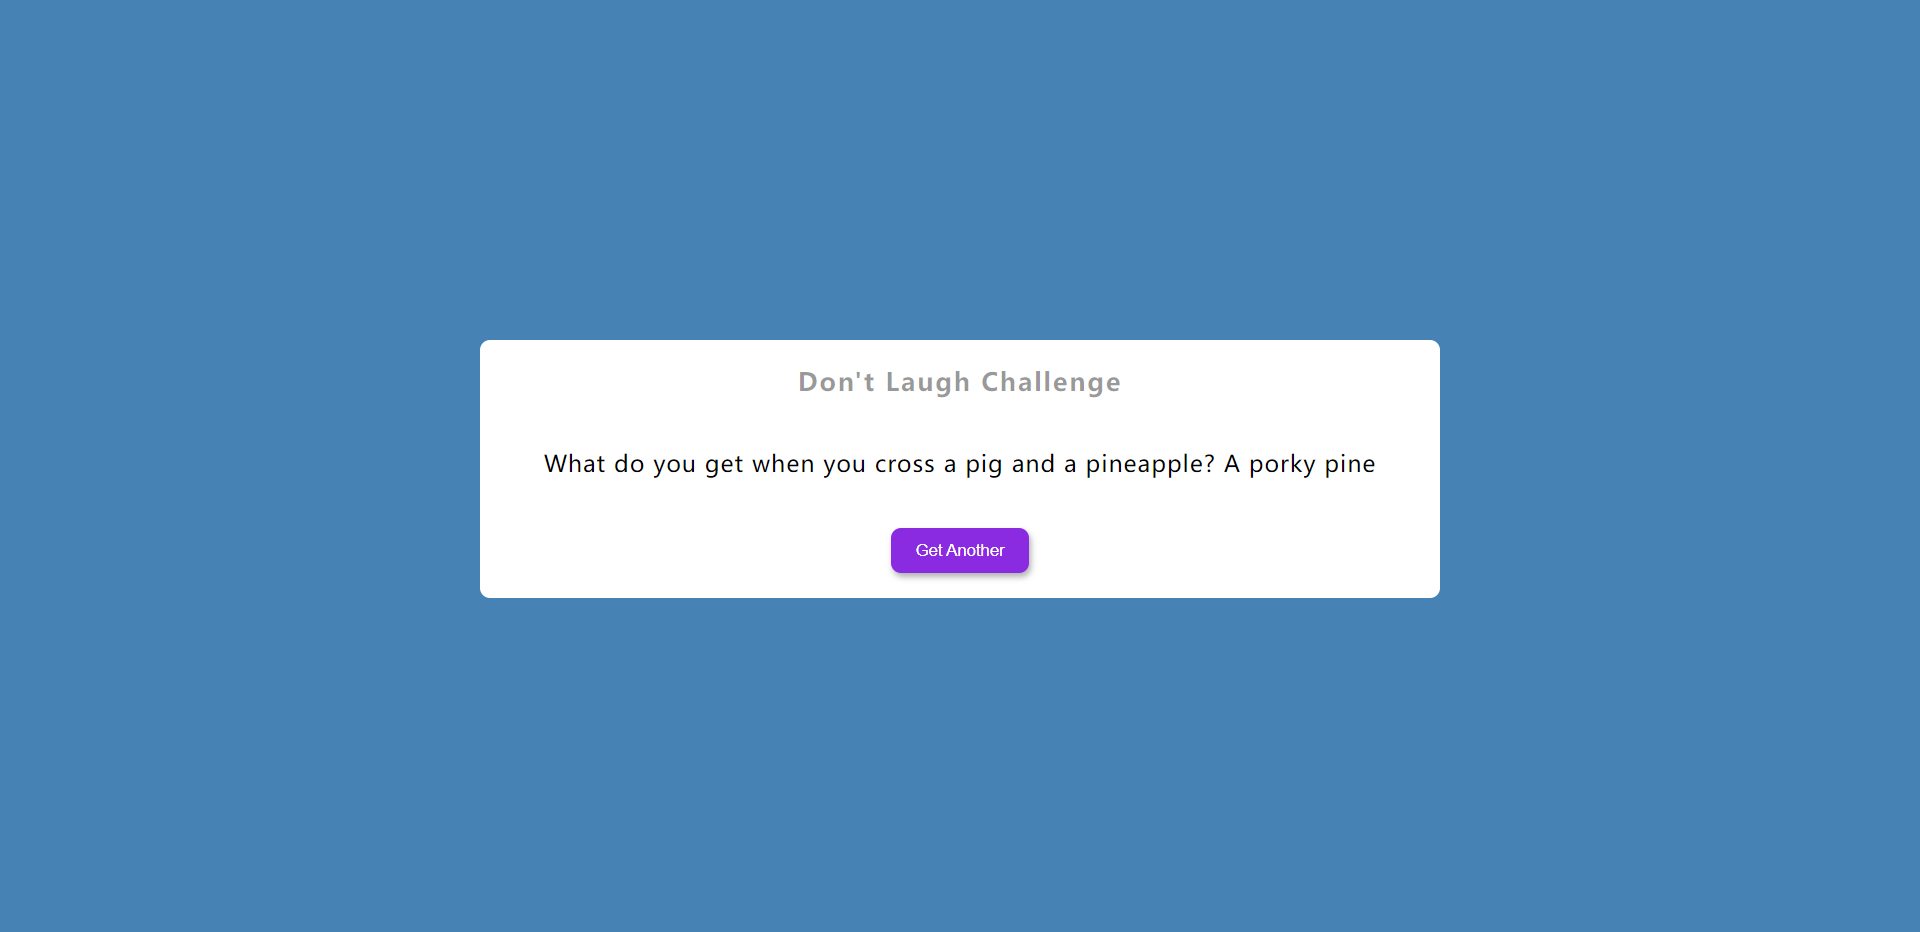 Don't Laugh Challenge
What do you get when you cross a pig and a pineapple? A porky pine
Get Another